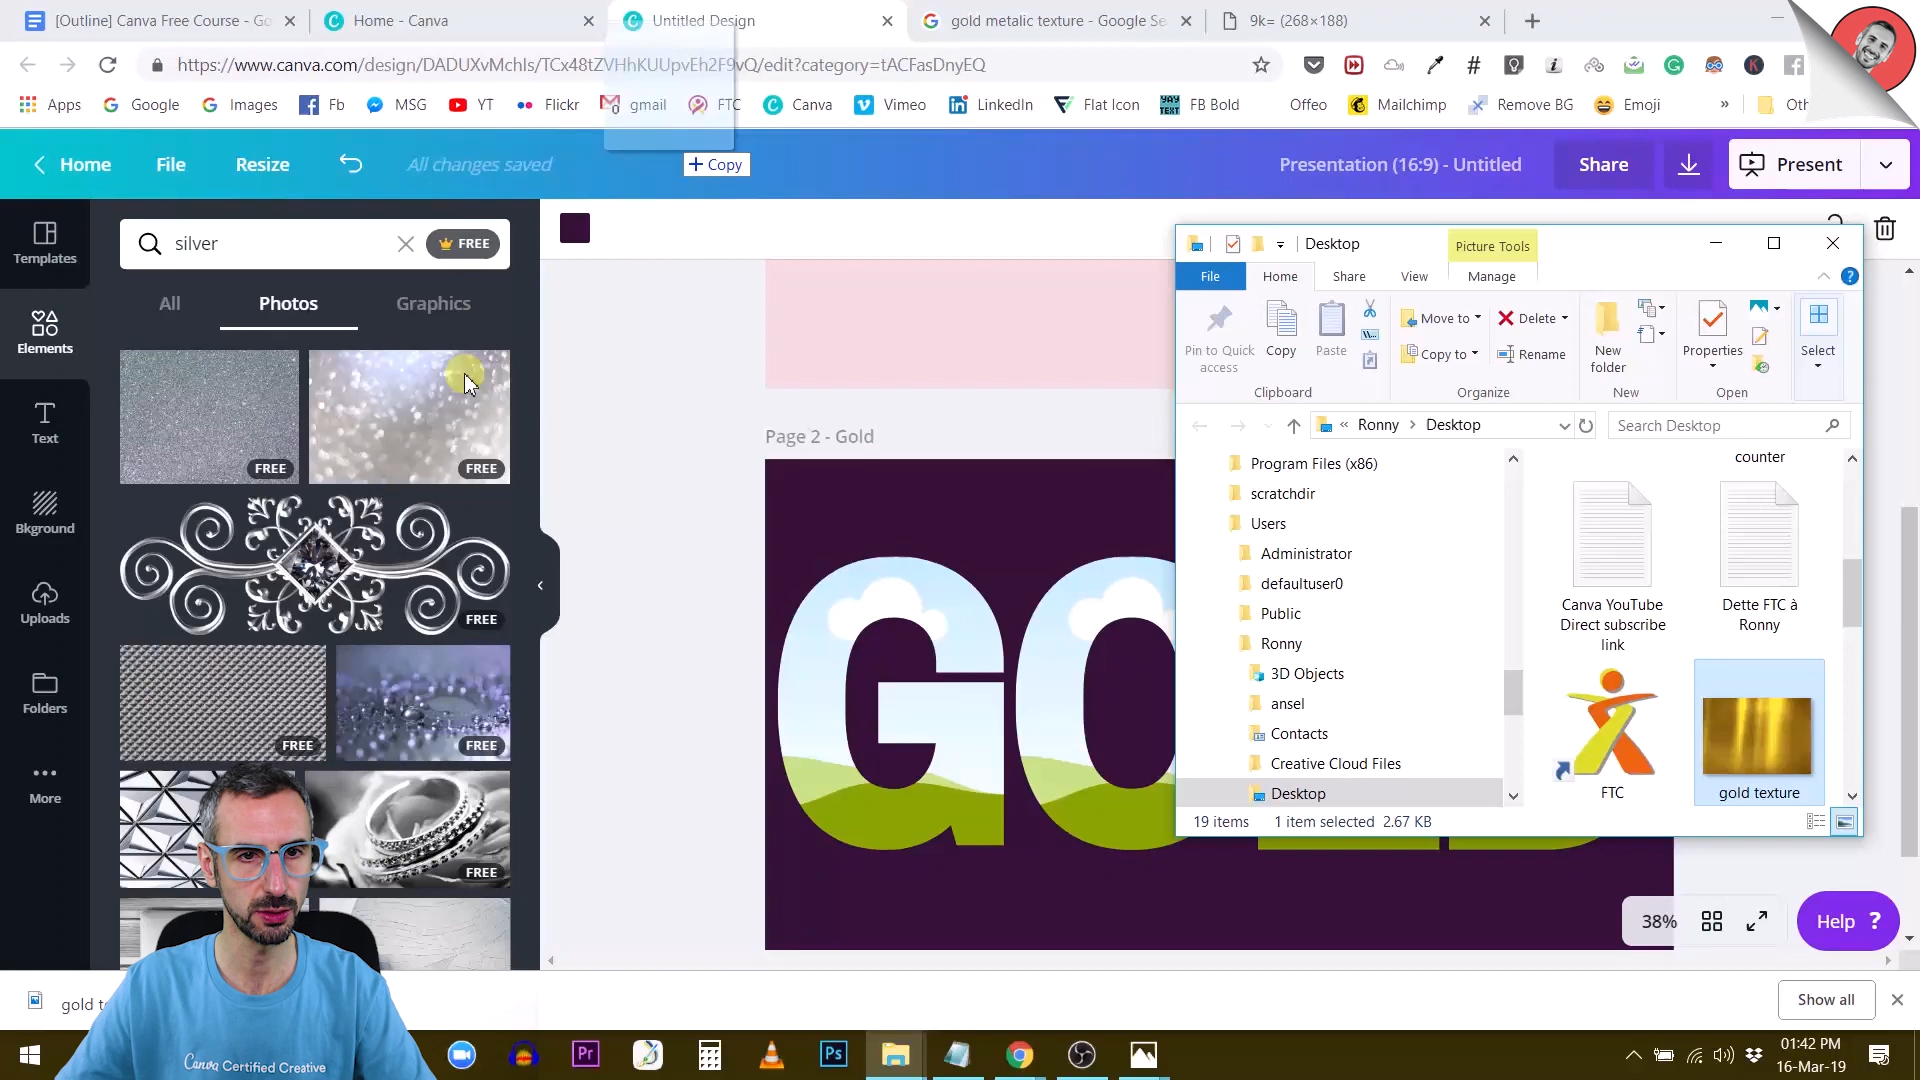 [Outline] Canva Free Course - Go
Home - Canva
Untitled Design
gold metalic texture - Google Se
9k= (268×188)
https://www.canva.com/design/DADUXvMchIs/TCx48tZVHhKUUpvEh2F9vQ/edit?category=tACFasDnyEQ
Apps
Google
Images
Fb
MSG
YT
Flickr
gmail
FTC
Canva
Vimeo
LinkedIn
Flat Icon
FB Bold
Offeo
Mailchimp
Remove BG
Emoji
»
Oth
Home
File
Resize
All changes saved
+ Copy
Presentation (16:9) - Untitled
Share
Present
Templates
Elements
Text
Bkground
Uploads
Folders
More
silver
FREE
All
Photos
Graphics
FREE
FREE
FREE
FREE
FREE
FREE
Page 2 - Gold
GO
Desktop
Picture Tools
File
Home
Share
View
Manage
Pin to Quick
access
Copy
Paste
Clipboard
Move to
Copy to
Delete
Rename
Organize
New
folder
New
Properties
Open
Select
« Ronny > Desktop
Search Desktop
Program Files (x86)
scratchdir
Users
Administrator
defaultuser0
Public
Ronny
3D Objects
ansel
Contacts
Creative Cloud Files
Desktop
counter
Canva YouTube
Direct subscribe
link
Dette FTC à
Ronny
FTC
gold texture
19 items
1 item selected 2.67 KB
38%
Help ?
gold te
Show all
Canva Certified Creative
Pr
Ps
01:42 PM
16-Mar-19